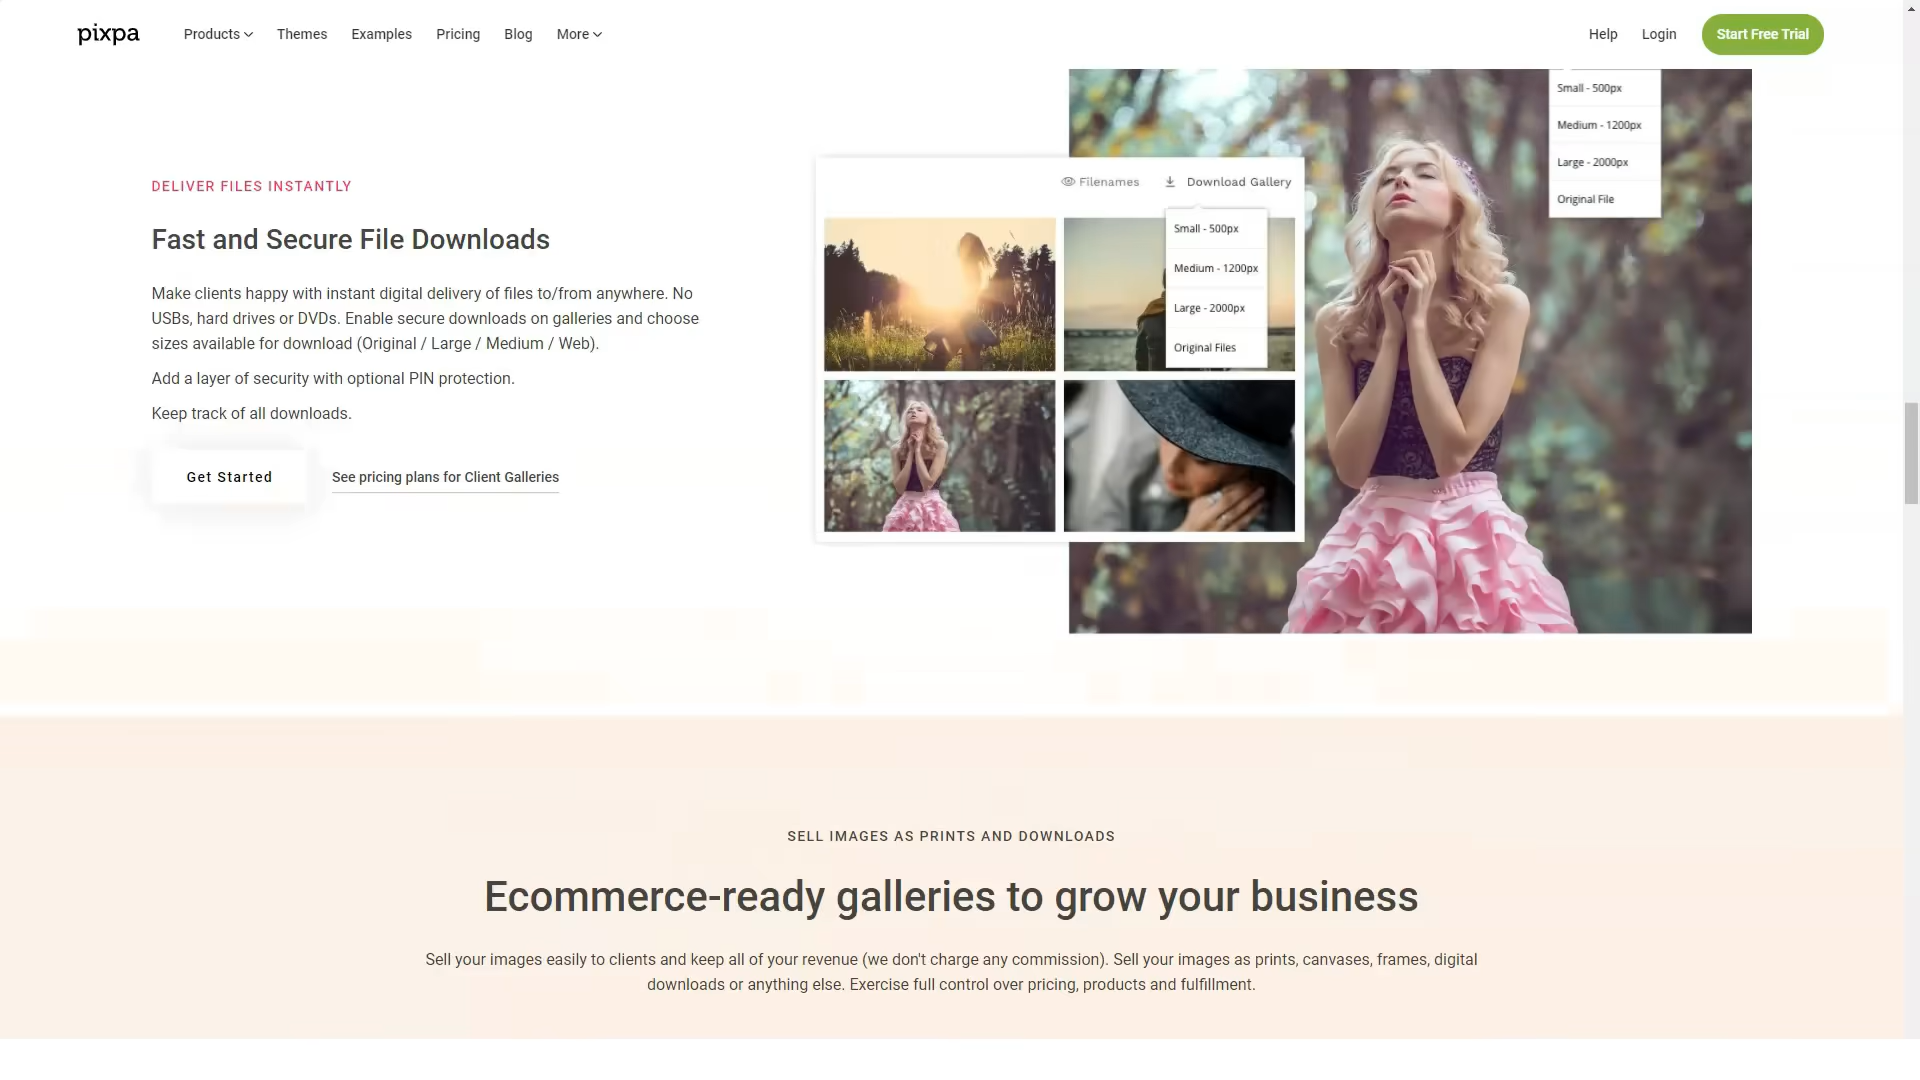 pixpa
Products
Themes
Examples
Pricing
Blog
More
Help
Login
Start Free Trial
Small - 500px
Medium - 1200px
Large - 2000px
Original File
DELIVER FILES INSTANTLY
Fast and Secure File Downloads
Make clients happy with instant digital delivery of files to/from anywhere. No
USBs, hard drives or DVDs. Enable secure downloads on galleries and choose
sizes available for download (Original / Large / Medium / Web).
Add a layer of security with optional PIN protection.
Keep track of all downloads.
Get Started
See pricing plans for Client Galleries
Filenames
Download Gallery
Small - 500px
Medium - 1200px
Large - 2000px
Original Files
SELL IMAGES AS PRINTS AND DOWNLOADS
Ecommerce-ready galleries to grow your business
Sell your images easily to clients and keep all of your revenue (we don't charge any commission). Sell your images as prints, canvases, frames, digital
downloads or anything else. Exercise full control over pricing, products and fulfillment.